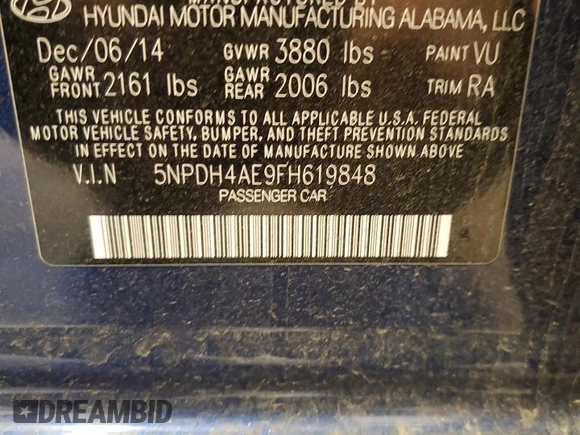 MANUFACTURED BY
HYUNDAI MOTOR MANUFACTURING ALABAMA, LLC
Dec/06/14 GVWR 3880 lbs PAINT VU
GAWR FRONT 2161 lbs GAWR REAR 2006 lbs TRIM RA
THIS VEHICLE CONFORMS TO ALL APPLICABLE U.S.A. FEDERAL
MOTOR VEHICLE SAFETY, BUMPER, AND THEFT PREVENTION STANDARDS
IN EFFECT ON THE DATE OF MANUFACTURE SHOWN ABOVE.
V.I.N 5NPDH4AE9FH619848
PASSENGER CAR
DREAMBID